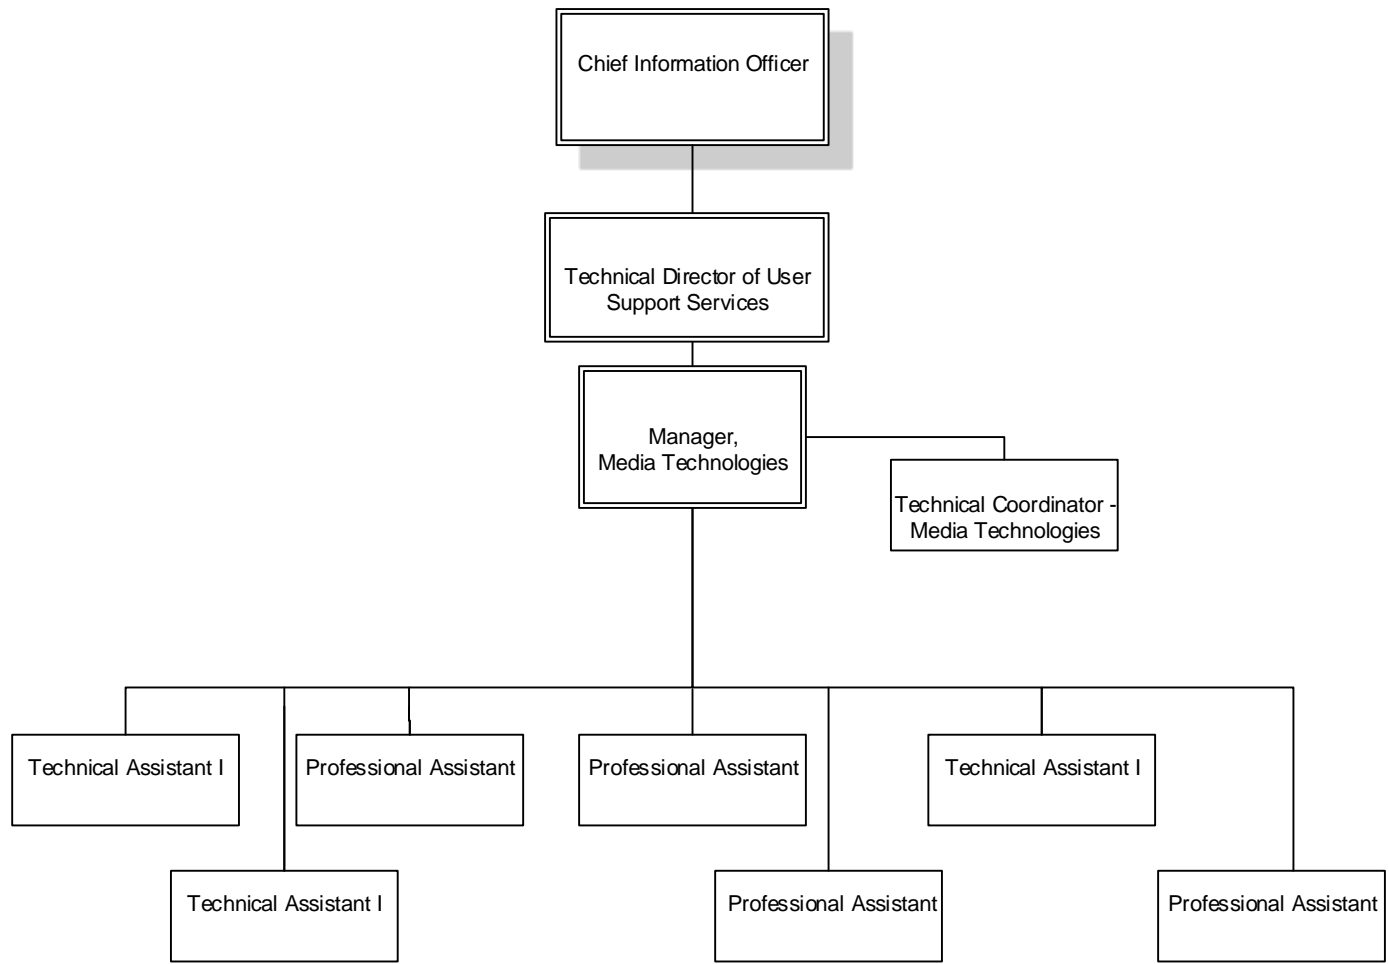 Chief Information Officer
Technical Director of User
Support Services
Manager,
Media Technologies
Technical Coordinator -
Media Technologies
Technical Assistant I
Professional Assistant
Professional Assistant
Technical Assistant I
Technical Assistant I
Professional Assistant
Professional Assistant